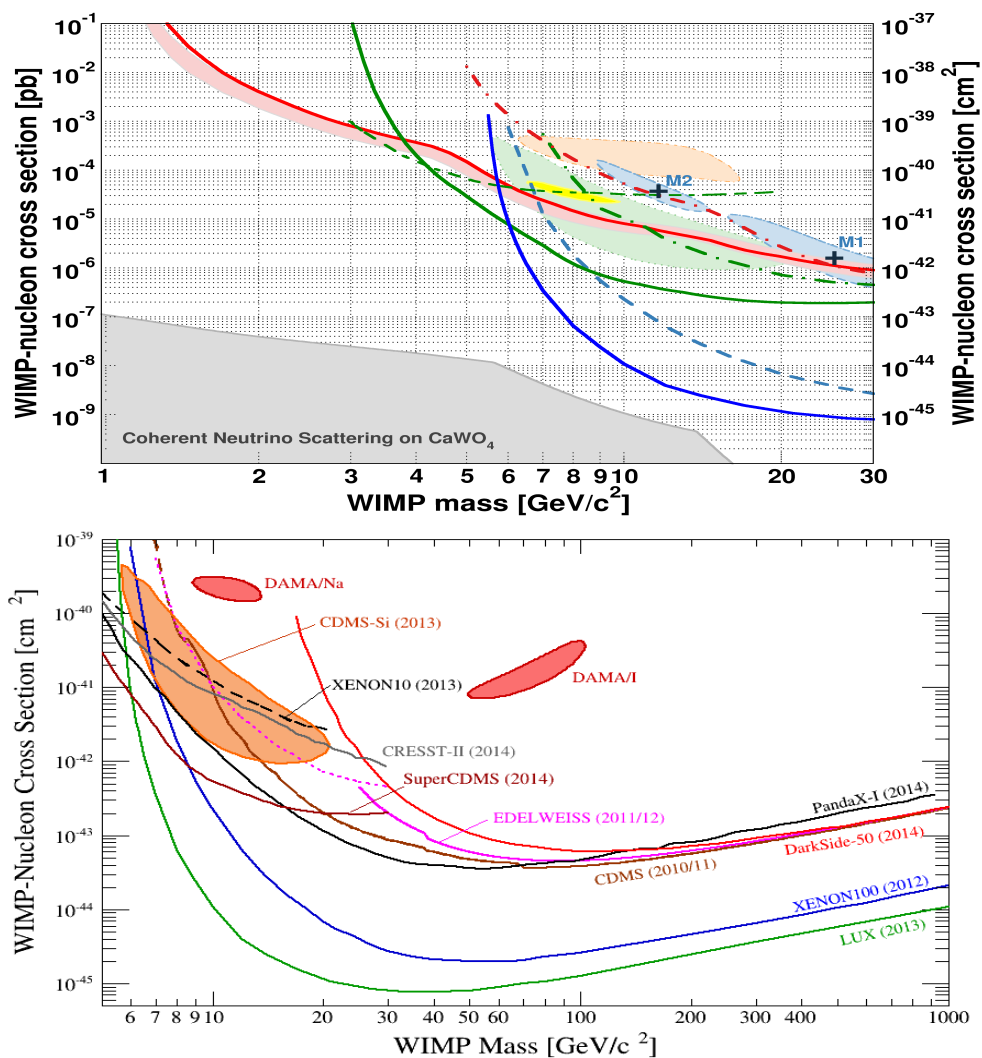 10^-1
10^-2
10^-3
10^-4
10^-5
10^-6
10^-7
10^-8
10^-9
WIMP-nucleon cross section [pb]
10^-37
10^-38
10^-39
10^-40
10^-41
10^-42
10^-43
10^-44
10^-45
WIMP-nucleon cross section [cm^2]
M2
M1
Coherent Neutrino Scattering on CaWO_4
1 2 3 4 5 6 7 8 9 10 20 30
WIMP mass [GeV/c^2]
10^-39
10^-40
10^-41
10^-42
10^-43
10^-44
10^-45
WIMP-Nucleon Cross Section [cm^2]
DAMA/Na
CDMS-Si (2013)
XENON10 (2013)
DAMA/I
CRESST-II (2014)
SuperCDMS (2014)
EDELWEISS (2011/12)
PandaX-I (2014)
DarkSide-50 (2014)
CDMS (2010/11)
XENON100 (2012)
LUX (2013)
6 7 8 9 10 20 30 40 50 60 100 200 300 400 1000
WIMP Mass [GeV/c^2]